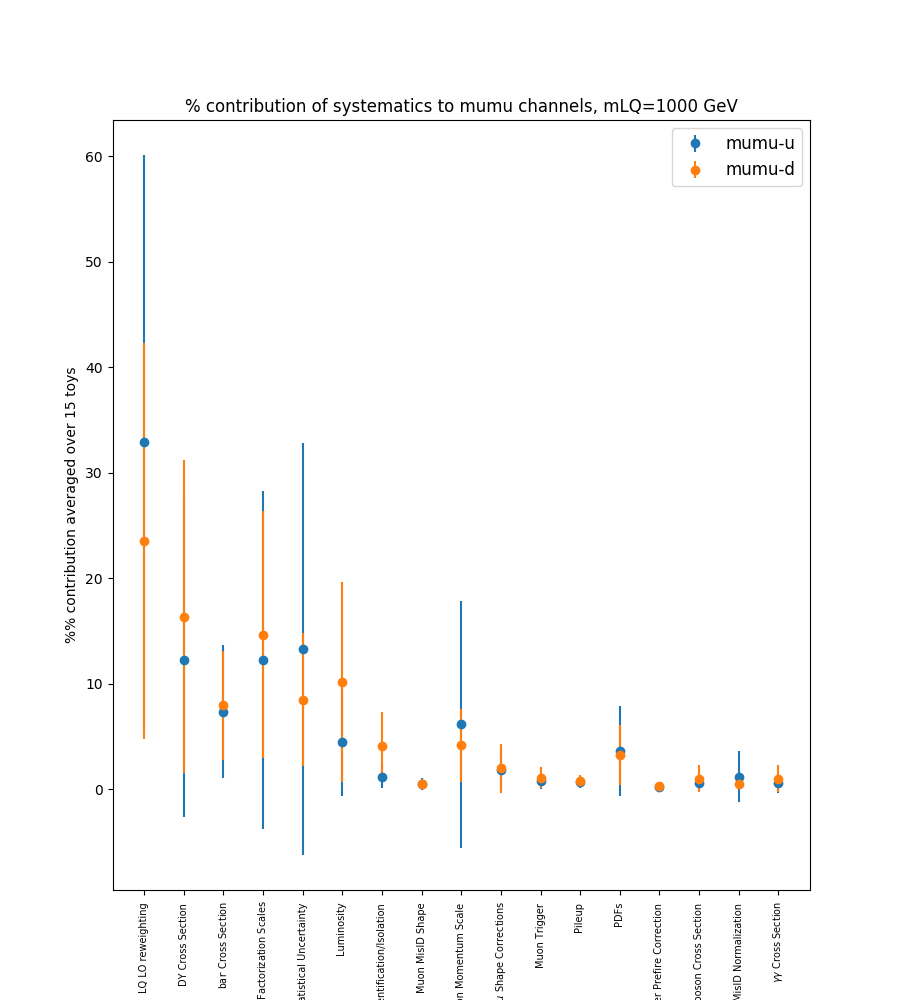 % contribution of systematics to mumu channels, mLQ=1000 GeV
mumu-u
mumu-d
%% contribution averaged over 15 toys
60
50
40
30
20
10
0
LQ LO reweighting
DY Cross Section
bar Cross Section
Factorization Scales
atistical Uncertainty
Luminosity
entification/Isolation
Muon MisID Shape
on Momentum Scale
Shape Corrections
Muon Trigger
Pileup
PDFs
er Prefire Correction
boson Cross Section
MisID Normalization
γγ Cross Section